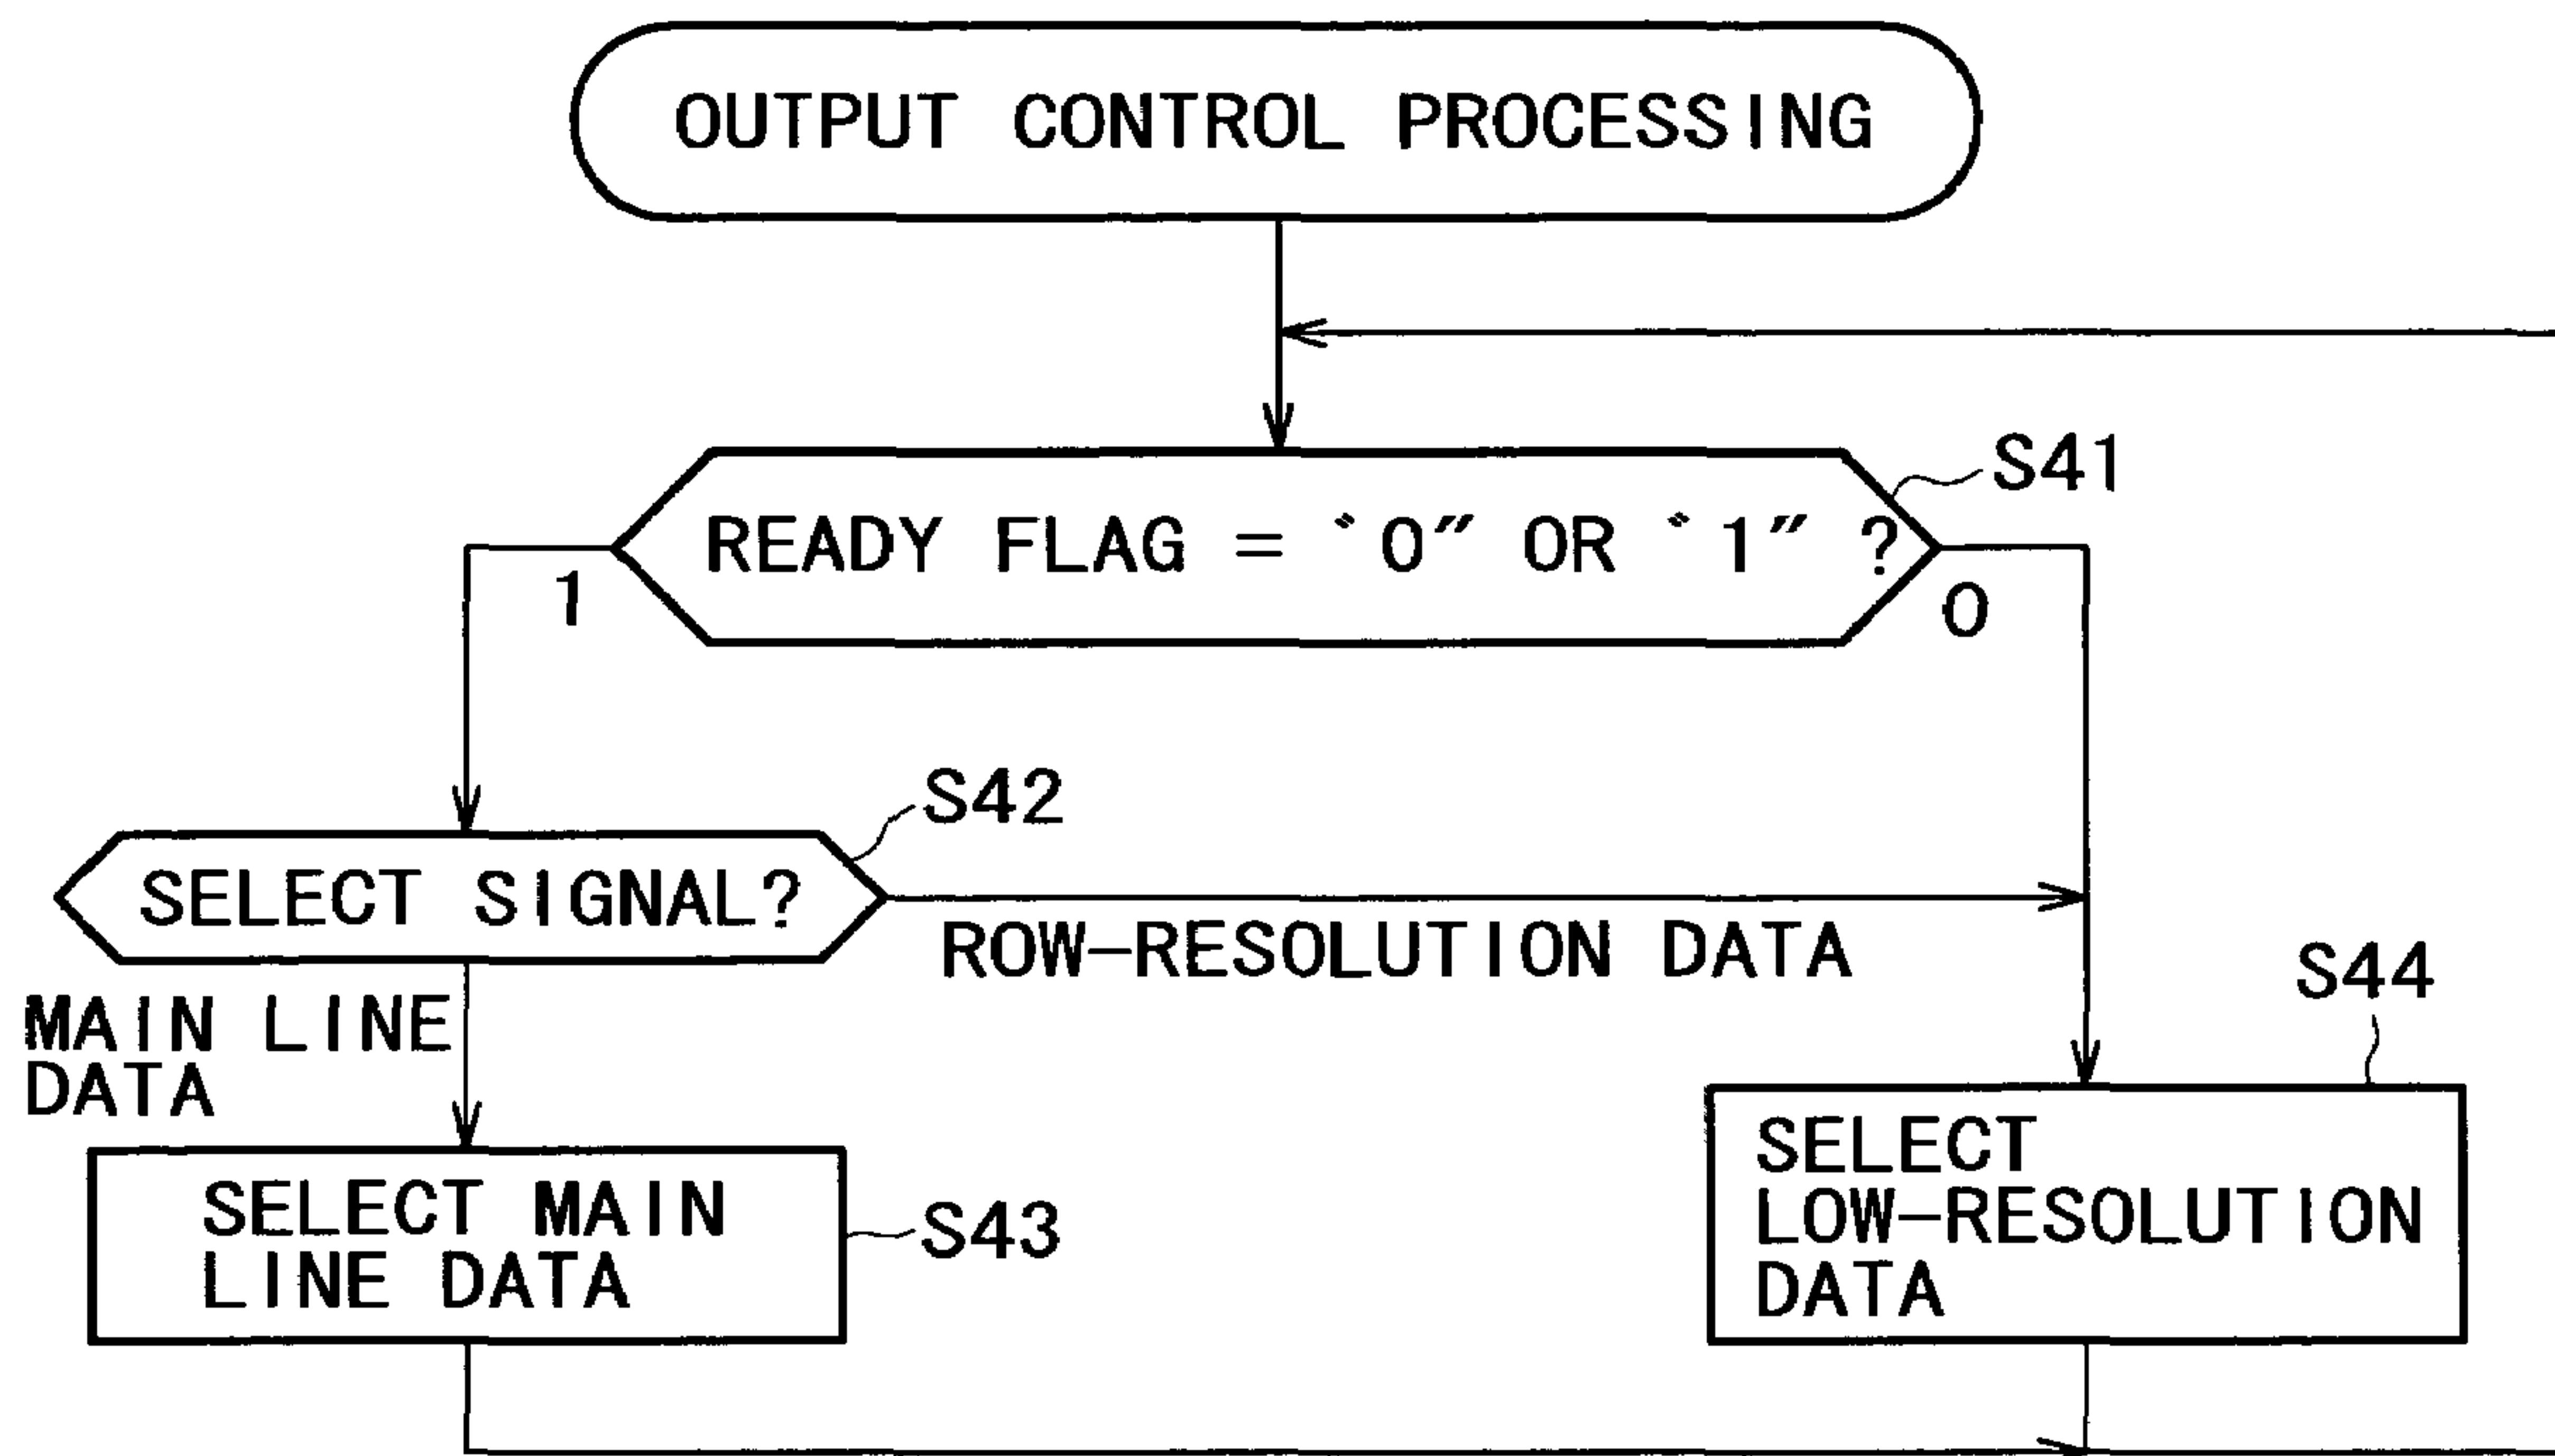 OUTPUT CONTROL PROCESSING
S41
READY FLAG = `0" OR `1" ?
1
0
S42
SELECT SIGNAL?
ROW-RESOLUTION DATA
MAIN LINE
DATA
S44
SELECT MAIN
LINE DATA
S43
SELECT
LOW-RESOLUTION
DATA